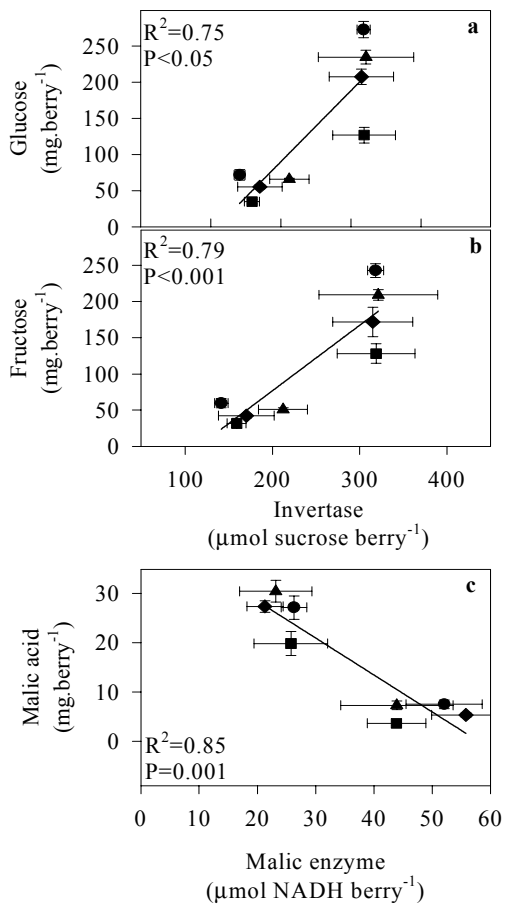 R²=0.75
P<0.05
a
250
200
150
100
50
0
Glucose
(mg.berry⁻¹)
R²=0.79
P<0.001
b
250
200
150
100
50
0
Fructose
(mg.berry⁻¹)
100 200 300 400
Invertase
(µmol sucrose berry⁻¹)
c
30
20
10
0
Malic acid
(mg.berry⁻¹)
R²=0.85
P=0.001
0 10 20 30 40 50 60
Malic enzyme
(µmol NADH berry⁻¹)